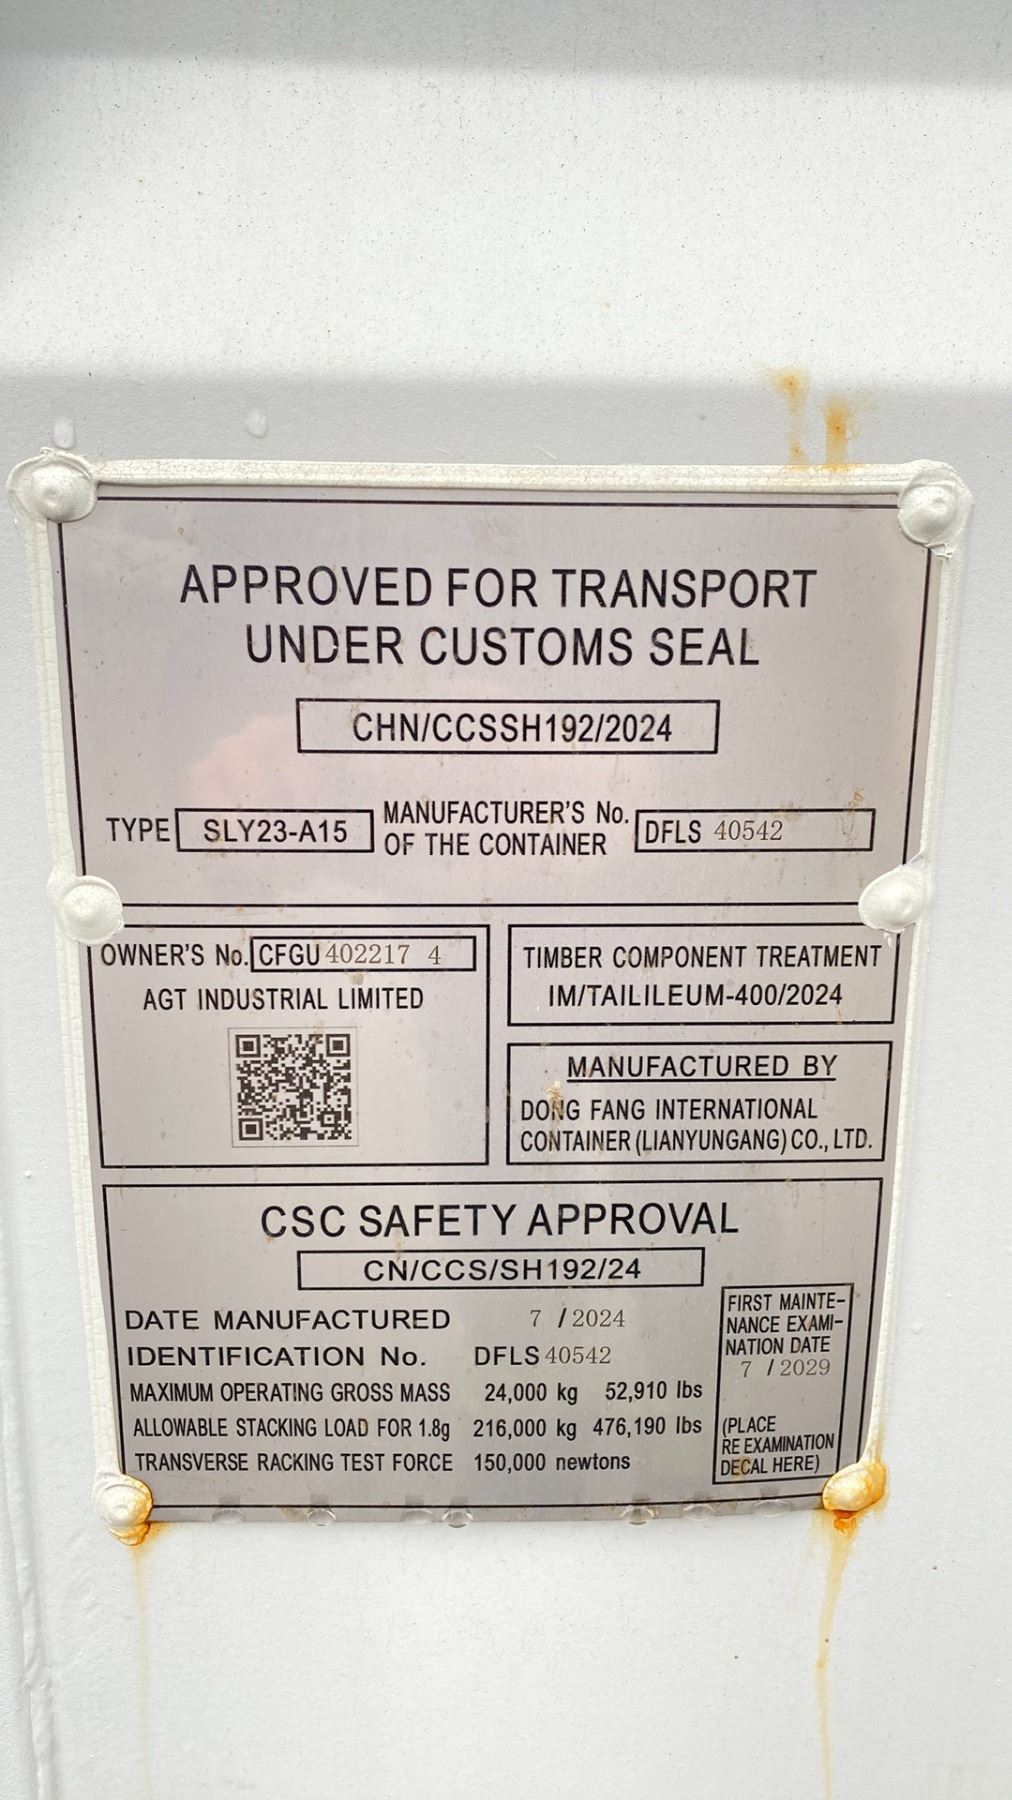 APPROVED FOR TRANSPORT
UNDER CUSTOMS SEAL
CHN/CCSSH192/2024
TYPE SLY23-A15 MANUFACTURER'S No. OF THE CONTAINER DFLS 40542
OWNER'S No. CFGU 402217 4
AGT INDUSTRIAL LIMITED
TIMBER COMPONENT TREATMENT
IM/TAILILEUM-400/2024
MANUFACTURED BY
DONG FANG INTERNATIONAL
CONTAINER (LIANYUNGANG) CO., LTD.
CSC SAFETY APPROVAL
CN/CCS/SH192/24
DATE MANUFACTURED 7 / 2024
IDENTIFICATION No. DFLS 40542
MAXIMUM OPERATING GROSS MASS 24,000 kg 52,910 lbs
ALLOWABLE STACKING LOAD FOR 1.8g 216,000 kg 476,190 lbs
TRANSVERSE RACKING TEST FORCE 150,000 newtons
FIRST MAINTE-
NANCE EXAMI-
NATION DATE
7 / 2029
(PLACE
RE EXAMINATION
DECAL HERE)